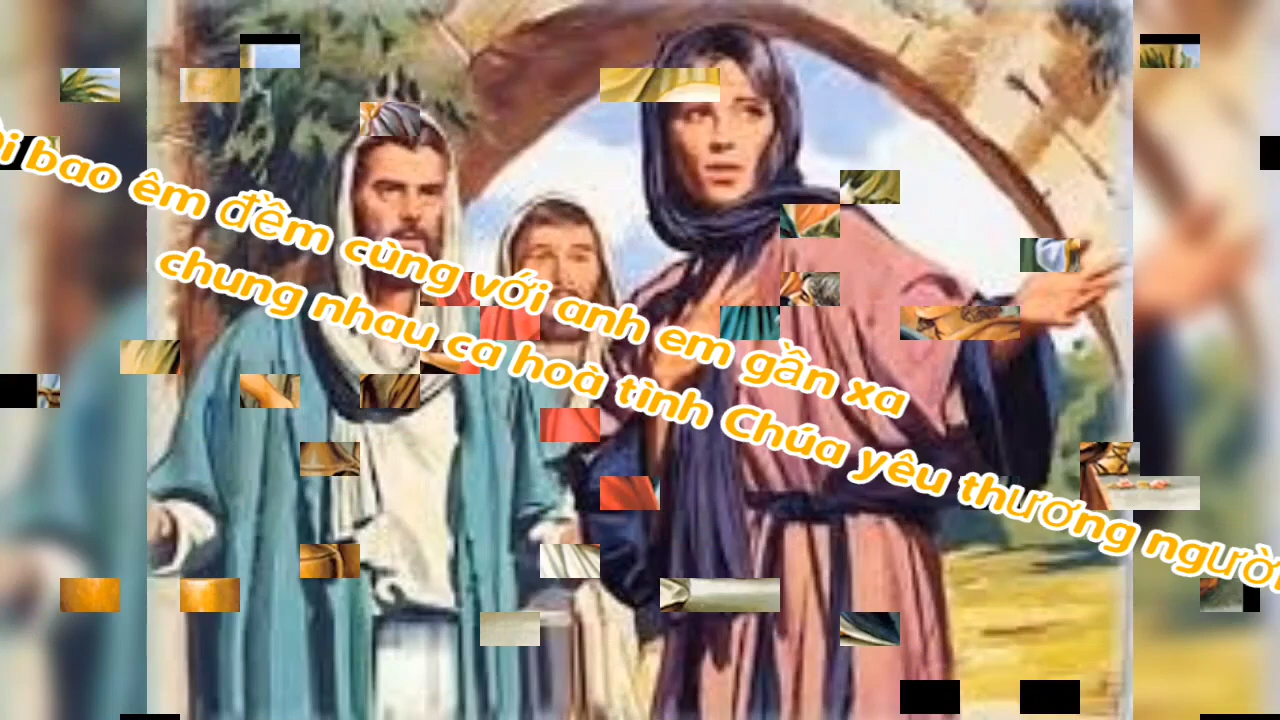 bao êm đềm cùng với anh em gần xa
chung nhau ca hoà tình Chúa yêu thương